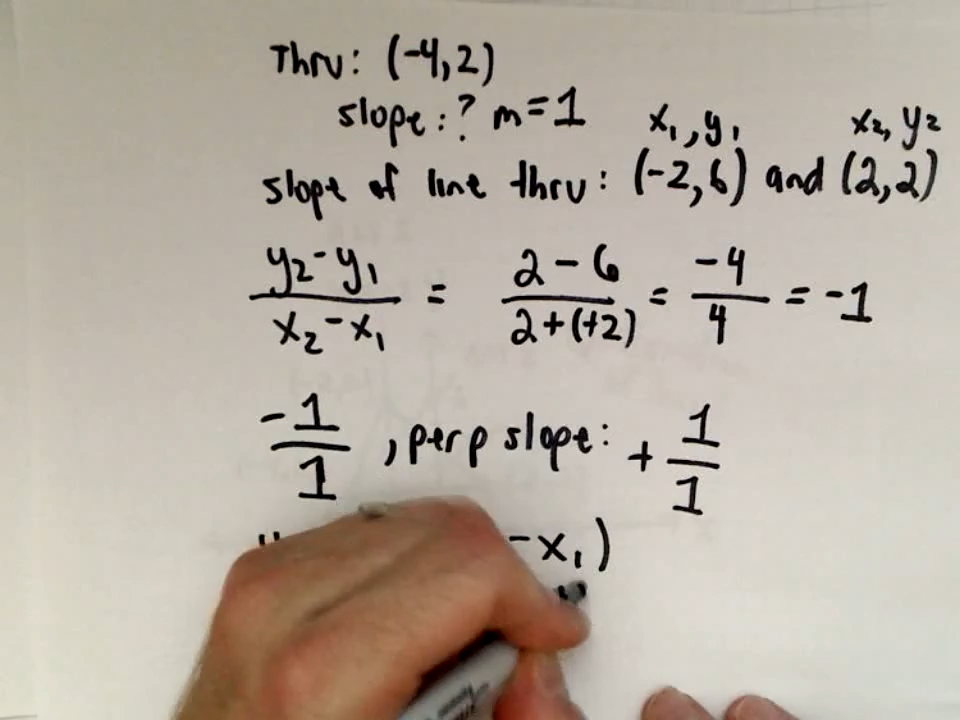 Thru: (-4,2)
slope: ? m=1
x₁, y₁ x₂, y₂
slope of line thru: (-2,6) and (2,2)
y₂-y₁ / x₂-x₁ = 2-6 / 2+(+2) = -4 / 4 = -1
-1 / 1 , perp slope: + 1 / 1
-x₁)